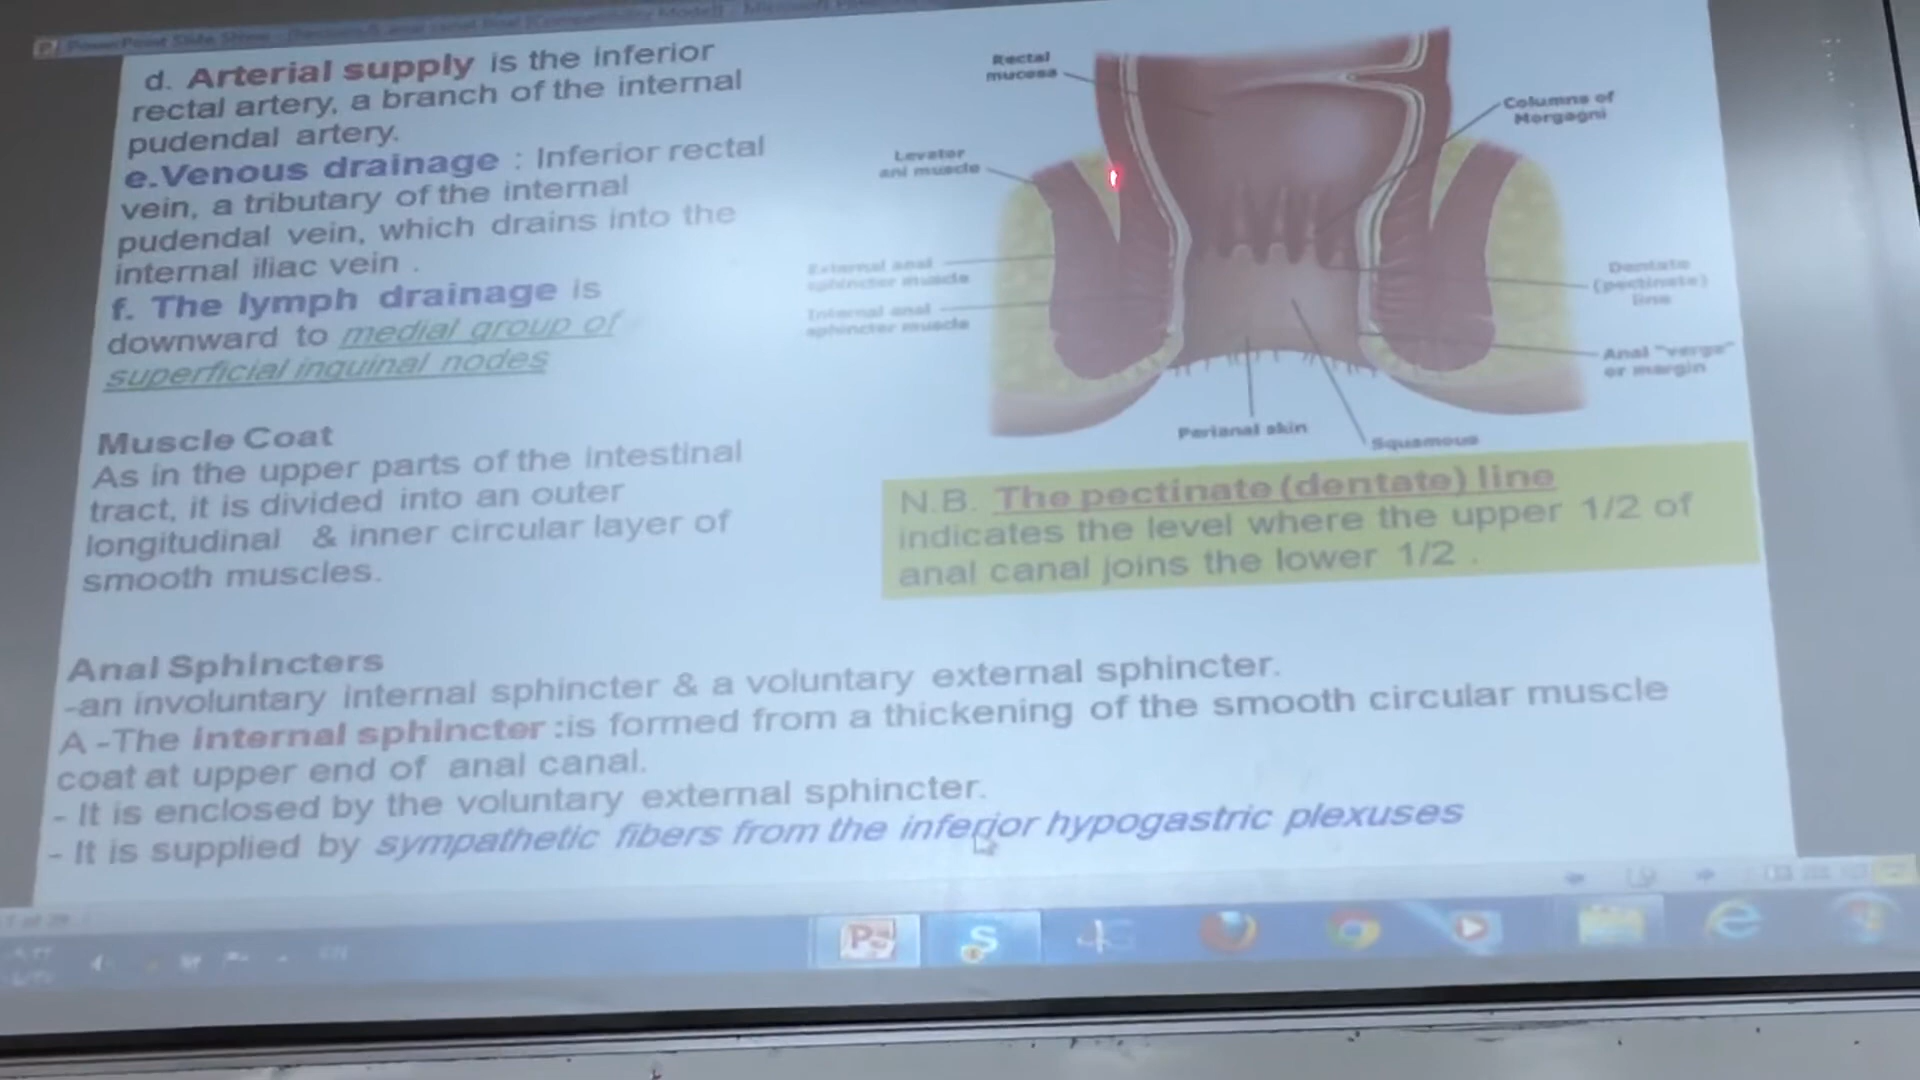 d. Arterial supply is the inferior
rectal artery, a branch of the internal
pudendal artery.
e.Venous drainage : Inferior rectal
vein, a tributary of the internal
pudendal vein, which drains into the
internal iliac vein .
f. The lymph drainage is
downward to medial group of
superficial inguinal nodes
Muscle Coat
As in the upper parts of the intestinal
tract, it is divided into an outer
longitudinal & inner circular layer of
smooth muscles.
Rectal
mucosa
Columns of
Morgagni
Levator
ani muscle
External anal
sphincter muscle
Internal anal
sphincter muscle
Dentate
(pectinate)
line
Anal "verge"
or margin
Perianal skin
Squamous
N.B. The pectinate (dentate) line
indicates the level where the upper 1/2 of
anal canal joins the lower 1/2 .
Anal Sphincters
-an involuntary internal sphincter & a voluntary external sphincter.
A -The internal sphincter :is formed from a thickening of the smooth circular muscle
coat at upper end of anal canal.
- It is enclosed by the voluntary external sphincter.
- It is supplied by sympathetic fibers from the inferior hypogastric plexuses